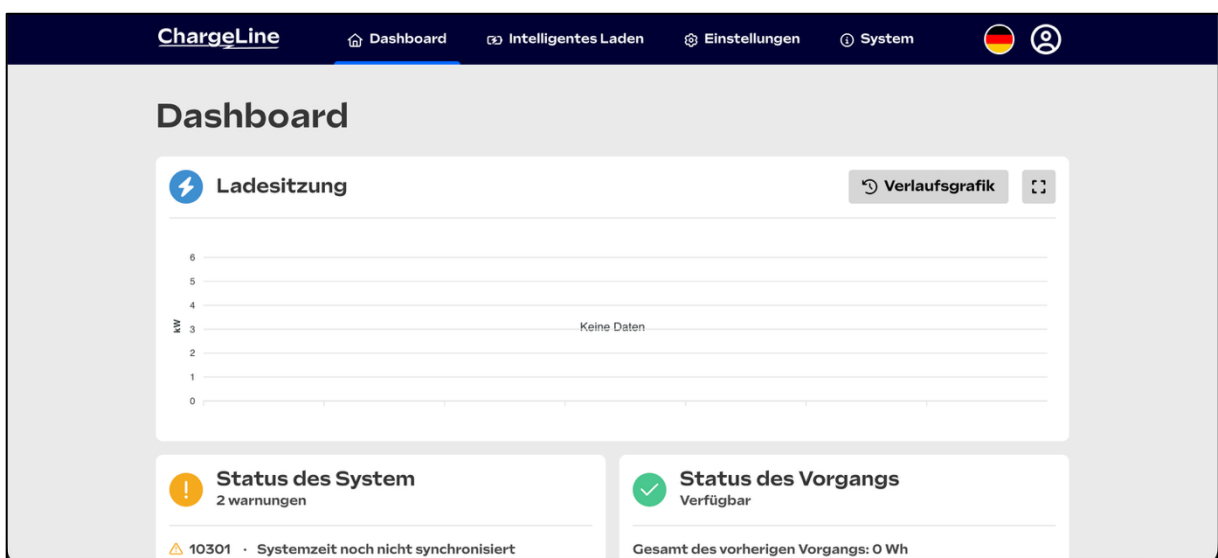 ChargeLine Dashboard Intelligentes Laden Einstellungen System
Dashboard
Ladesitzung Verlaufsgrafik
6
5
4
kW
3 Keine Daten
2
1
0
Status des System
2 warnungen
10301 · Systemzeit noch nicht synchronisiert
Status des Vorgangs
Verfügbar
Gesamt des vorherigen Vorgangs: 0 Wh